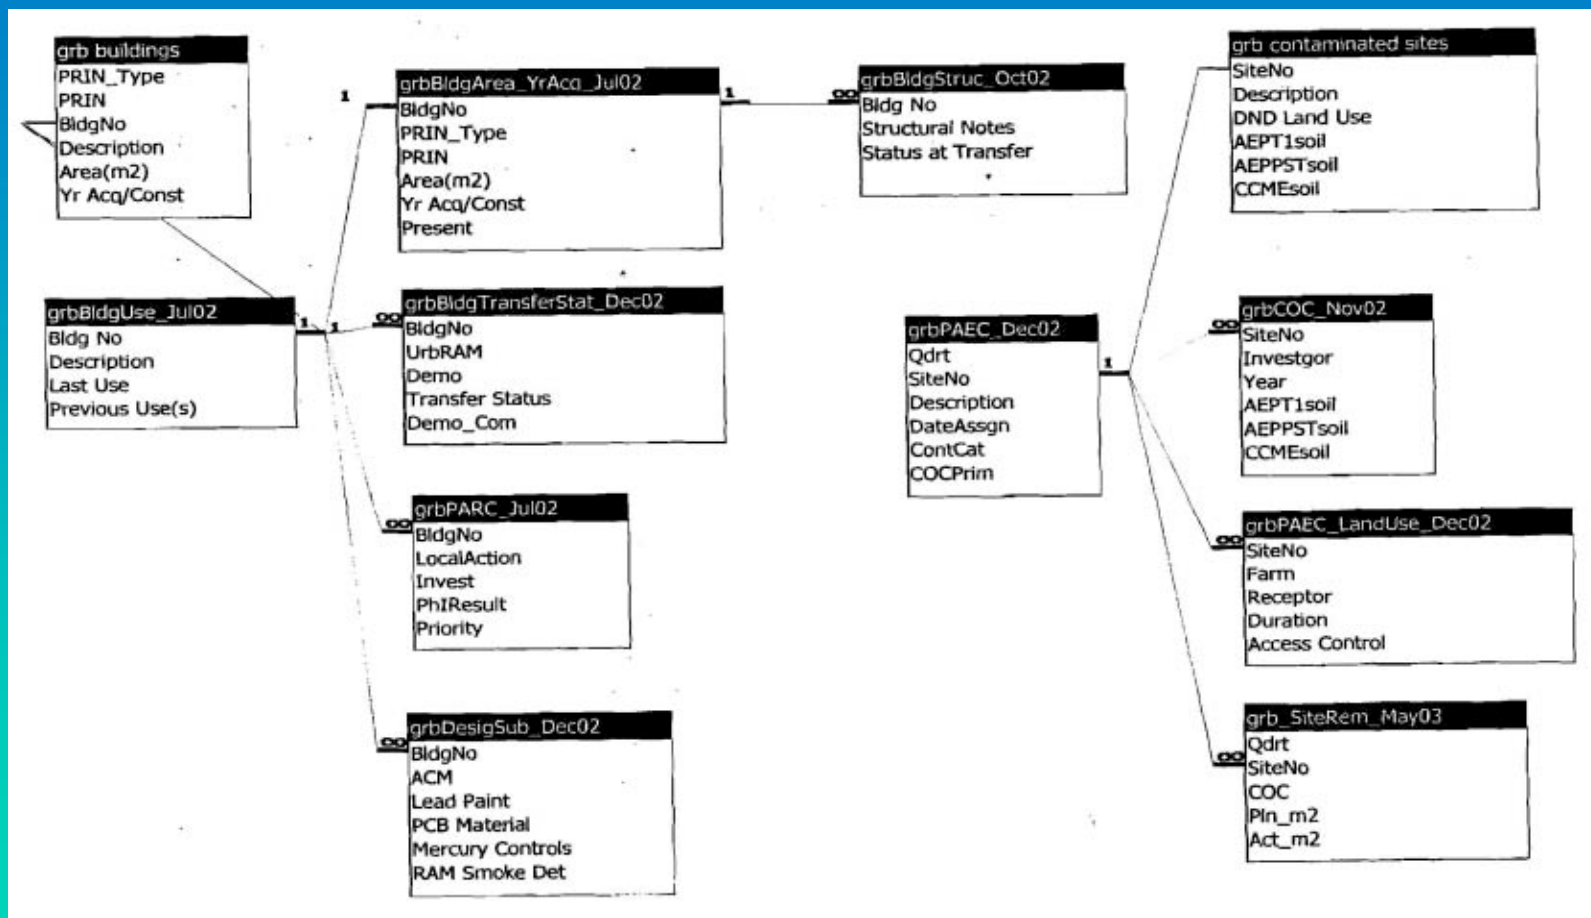 grb buildings
PRIN_Type
PRIN
BldgNo
Description
Area(m2)
Yr Acq/Const
grbBldgUse_Jul02
Bldg No
Description
Last Use
Previous Use(s)
1
1
1
grbBldgArea_YrAcq_Jul02
BldgNo
PRIN_Type
PRIN
Area(m2)
Yr Acq/Const
Present
1
∞
grbBldgStruc_Oct02
Bldg No
Structural Notes
Status at Transfer
∞
grbBldgTransferStat_Dec02
BldgNo
UrbRAM
Demo
Transfer Status
Demo_Com
∞
grbPARC_Jul02
BldgNo
LocalAction
Invest
PhIResult
Priority
∞
grbDesigSub_Dec02
BldgNo
ACM
Lead Paint
PCB Material
Mercury Controls
RAM Smoke Det
grbPAEC_Dec02
Qdrt
SiteNo
Description
DateAssgn
ContCat
COCPrim
1
grb contaminated sites
SiteNo
Description
DND Land Use
AEPT1soil
AEPPSTsoil
CCMEsoil
∞
grbCOC_Nov02
SiteNo
Investgor
Year
AEPT1soil
AEPPSTsoil
CCMEsoil
∞
grbPAEC_LandUse_Dec02
SiteNo
Farm
Receptor
Duration
Access Control
∞
grb_SiteRem_May03
Qdrt
SiteNo
COC
Pln_m2
Act_m2